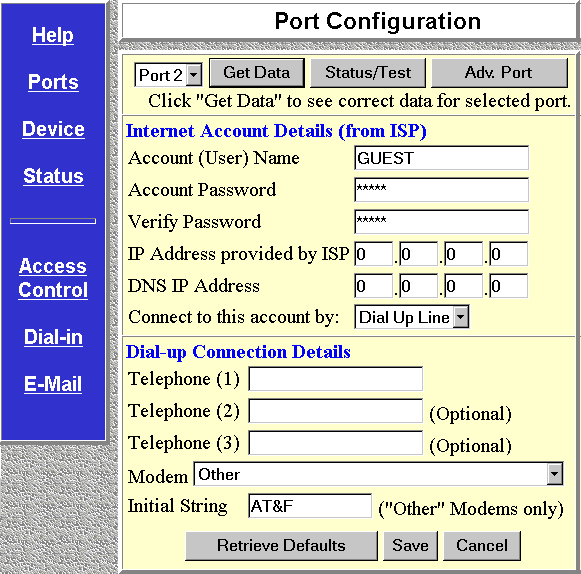 Help
Ports
Device
Status
Access
Control
Dial-in
E-Mail
Port Configuration
Port 2 Get Data Status/Test Adv. Port
Click "Get Data" to see correct data for selected port.
Internet Account Details (from ISP)
Account (User) Name GUEST
Account Password *****
Verify Password *****
IP Address provided by ISP 0 .0 .0 .0
DNS IP Address 0 .0 .0 .0
Connect to this account by: Dial Up Line
Dial-up Connection Details
Telephone (1)
Telephone (2) (Optional)
Telephone (3) (Optional)
Modem Other
Initial String AT&F ("Other" Modems only)
Retrieve Defaults Save Cancel